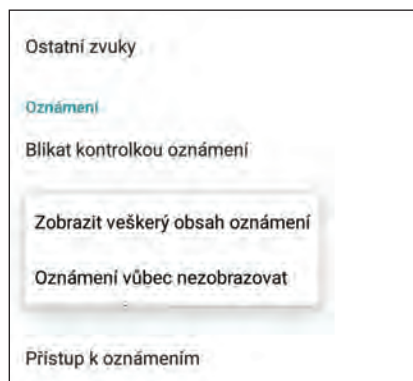 Ostatní zvuky
Oznámení
Blikat kontrolkou oznámení
Zobrazit veškerý obsah oznámení
Oznámení vůbec nezobrazovat
Přístup k oznámením